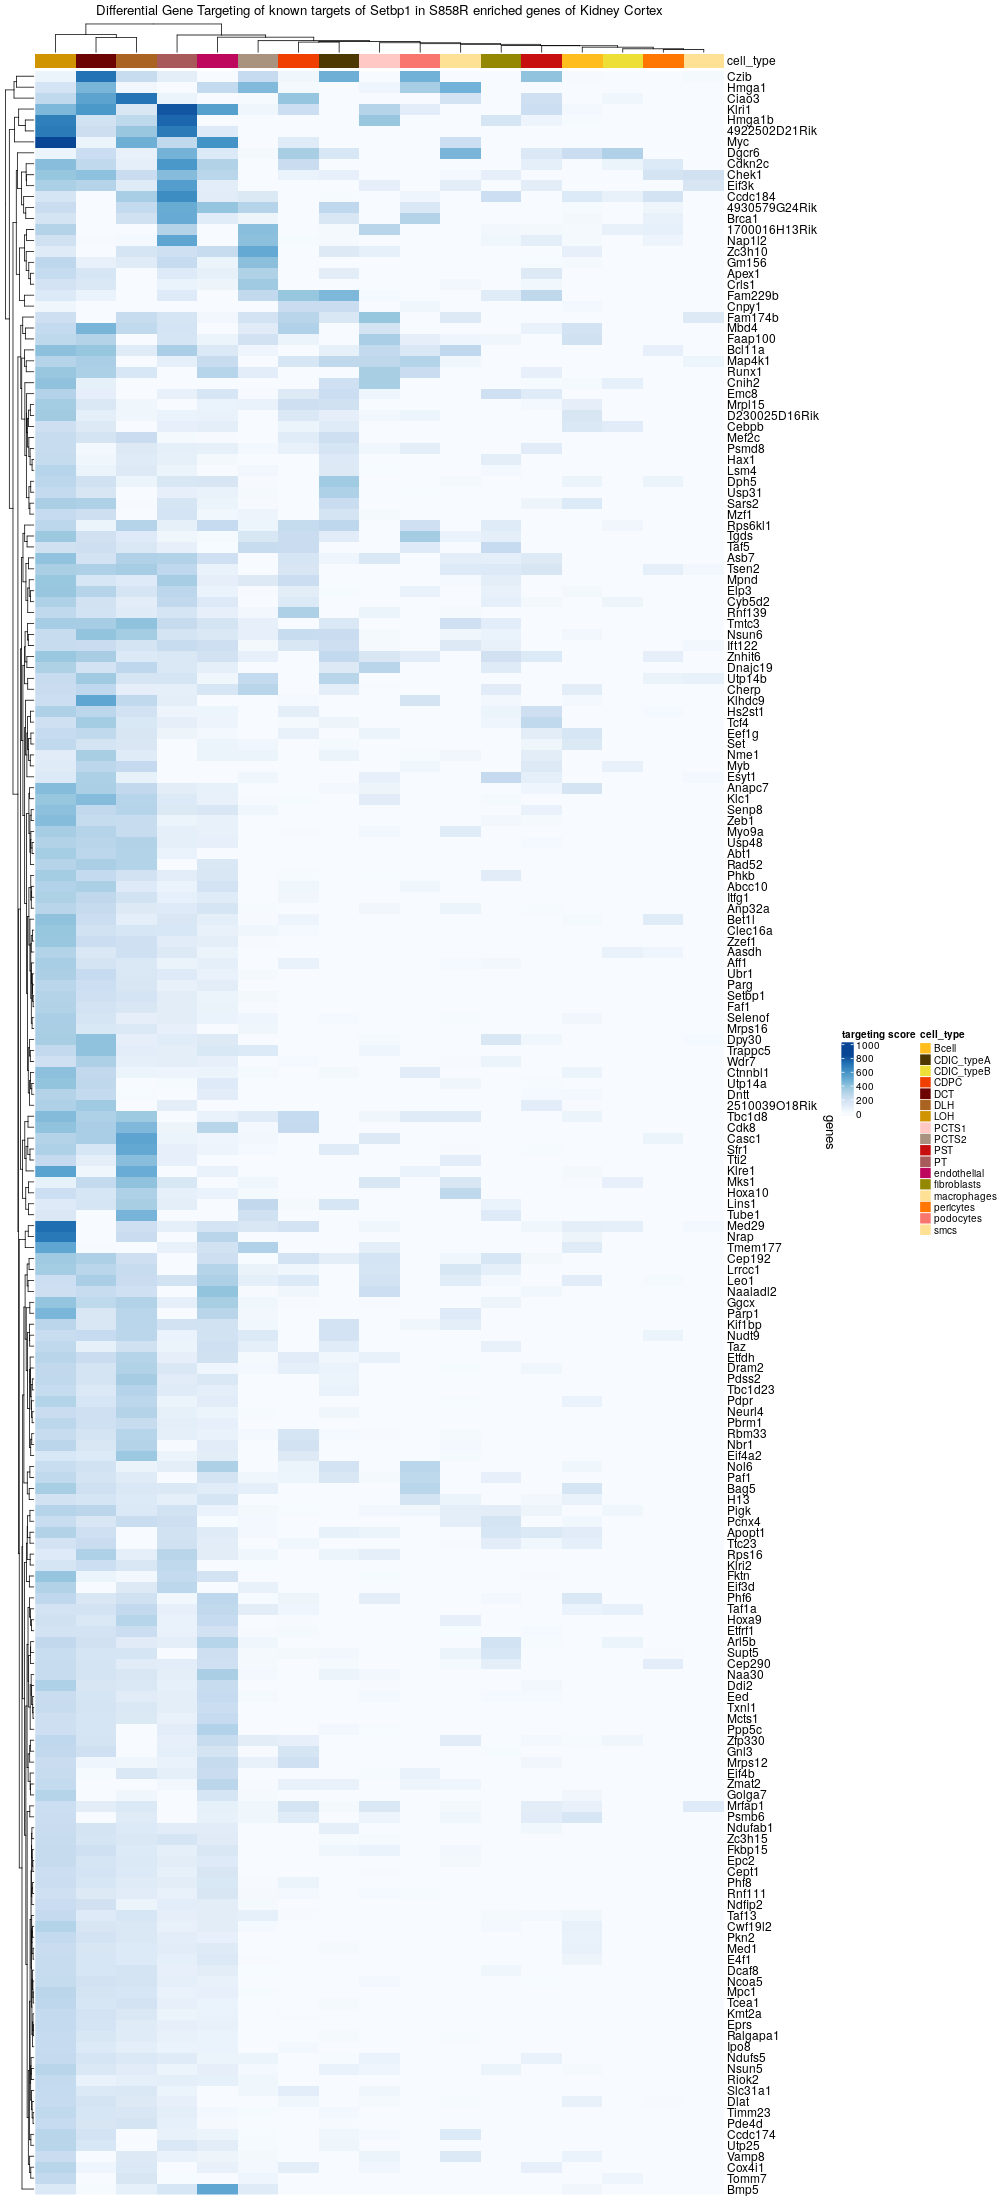 Differential Gene Targeting of known targets of Setbp1 in S858R enriched genes of Kidney Cortex
cell_type
Czib
Hmga1
Ciao3
Klri1
Hmga1b
4922502D21Rik
Myc
Dgcr6
Cdkn2c
Chek1
Eif3k
Ccdc184
4930579G24Rik
Brca1
1700016H13Rik
Nap1l2
Zc3h10
Gm156
Apex1
Crls1
Fam229b
Cnpy1
Fam174b
Mbd4
Faap100
Bcl11a
Map4k1
Runx1
Cnih2
Emc8
Mrpl15
D230025D16Rik
Cebpb
Mef2c
Psmd8
Hax1
Lsm4
Dph5
Usp31
Sars2
Mzf1
Rps6kl1
Tgds
Taf5
Asb7
Tsen2
Mpnd
Elp3
Cyb5d2
Rnf139
Tmtc3
Nsun6
Ift122
Znhit6
Dnajc19
Utp14b
Cherp
Klhdc9
Hs2st1
Tcf4
Eef1g
Set
Nme1
Myb
Esyt1
Anapc7
Klc1
Senp8
Zeb1
Myo9a
Usp48
Abt1
Rad52
Phkb
Abcc10
Itfg1
Anp32a
Bet1l
Clec16a
Zzef1
Aasdh
Aff1
Ubr1
Parg
Setbp1
Faf1
Selenof
Mrps16
Dpy30
Trappc5
Wdr7
Ctnnbl1
Utp14a
Dntt
2510039O18Rik
Tbc1d8
Cdk8
Casc1
Sfr1
Tti2
Klre1
Mks1
Hoxa10
Lins1
Tube1
Med29
Nrap
Tmem177
Cep192
Lrrcc1
Leo1
Naaladl2
Ggcx
Parp1
Kif1bp
Nudt9
Taz
Etfdh
Dram2
Pdss2
Tbc1d23
Pdpr
Neurl4
Pbrm1
Rbm33
Nbr1
Eif4a2
Nol6
Paf1
Bag5
H13
Pigk
Pcnx4
Apopt1
Ttc23
Rps16
Klri2
Fktn
Eif3d
Phf6
Taf1a
Hoxa9
Etfrf1
Arl5b
Supt5
Cep290
Naa30
Ddi2
Eed
Txnl1
Mcts1
Ppp5c
Zfp330
Gnl3
Mrps12
Eif4b
Zmat2
Golga7
Mrfap1
Psmb6
Ndufab1
Zc3h15
Fkbp15
Epc2
Cept1
Phf8
Rnf111
Ndfip2
Taf13
Cwf19l2
Pkn2
Med1
E4f1
Dcaf8
Ncoa5
Mpc1
Tcea1
Kmt2a
Eprs
Ralgapa1
Ipo8
Ndufs5
Nsun5
Riok2
Slc31a1
Dlat
Timm23
Pde4d
Ccdc174
Utp25
Vamp8
Cox4i1
Tomm7
Bmp5
genes
targeting score
1000
800
600
400
200
0
cell_type
Bcell
CDIC_typeA
CDIC_typeB
CDPC
DCT
DLH
LOH
PCTS1
PCTS2
PST
PT
endothelial
fibroblasts
macrophages
pericytes
podocytes
smcs